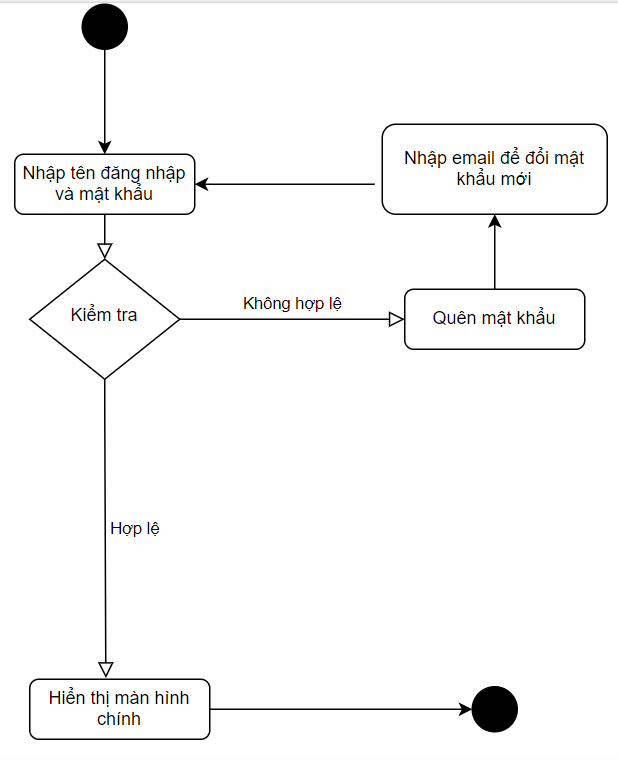 Nhập tên đăng nhập
và mật khẩu
Nhập email để đổi mật
khẩu mới
Kiểm tra
Không hợp lệ
Quên mật khẩu
Hợp lệ
Hiển thị màn hình
chính